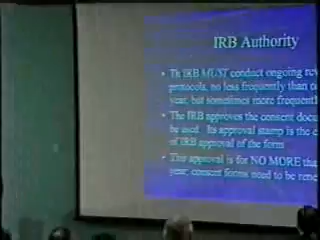 IRB Authority
• Th IRB MUST conduct ongoing rev
protocols, no less frequently than o
year, but sometimes more frequentl
• The IRB approves the consent docu
be used. Its approval stamp is the c
of IRB approval of the form
• This approval is for NO MORE tha
year, consent forms need to be rene